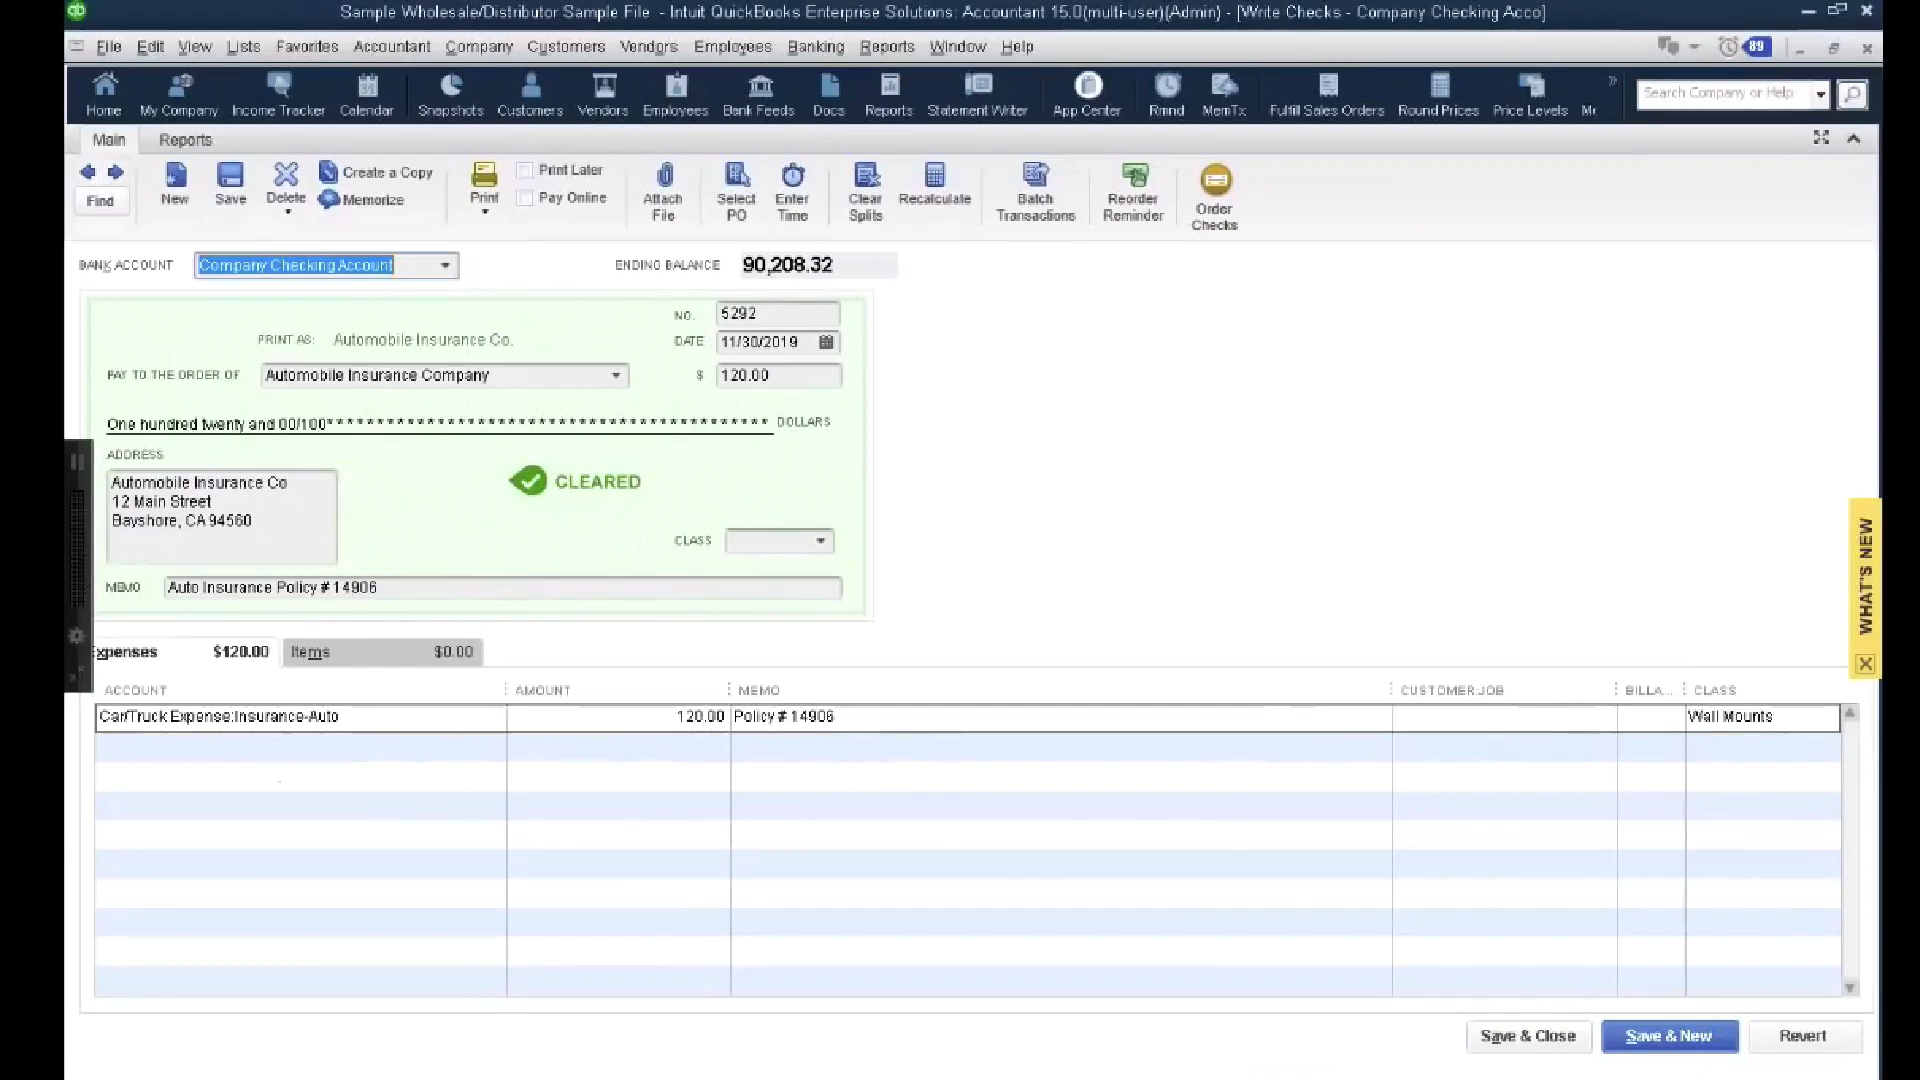 qb
Sample Wholesale/Distributor Sample File - Intuit QuickBooks Enterprise Solutions: Accountant 15.0(multi-user)(Admin) - [Write Checks - Company Checking Acco]
File Edit View Lists Favorites Accountant Company Customers Vendors Employees Banking Reports Window Help 89
Home My Company Income Tracker Calendar Snapshots Customers Vendors Employees Bank Feeds Docs Reports Statement Writer App Center Rmnd MemTx Fulfill Sales Orders Round Prices Price Levels Search Company or Help
Main Reports
Find New Save Delete Create a Copy Memorize Print Print Later Pay Online Attach File Select PO Enter Time Clear Splits Recalculate Batch Transactions Reorder Reminder Order Checks
BANK ACCOUNT Company Checking Account ENDING BALANCE 90,208.32
NO. 5292
PRINT AS: Automobile Insurance Co. DATE 11/30/2019
PAY TO THE ORDER OF Automobile Insurance Company $ 120.00
One hundred twenty and 00/100* * * * * * * * * * * * * * * * * * * * * * * * * * * * * * * * * * * * * * * * * * * * * DOLLARS
ADDRESS
Automobile Insurance Co
12 Main Street
Bayshore, CA 94560
CLEARED
CLASS
MEMO Auto Insurance Policy # 14906
WHAT'S NEW
xpenses $120.00 Items $0.00
ACCOUNT AMOUNT MEMO CUSTOMER:JOB BILLA... CLASS
Car/Truck Expense:Insurance-Auto 120.00 Policy # 14906 Wall Mounts
Save & Close Save & New Revert